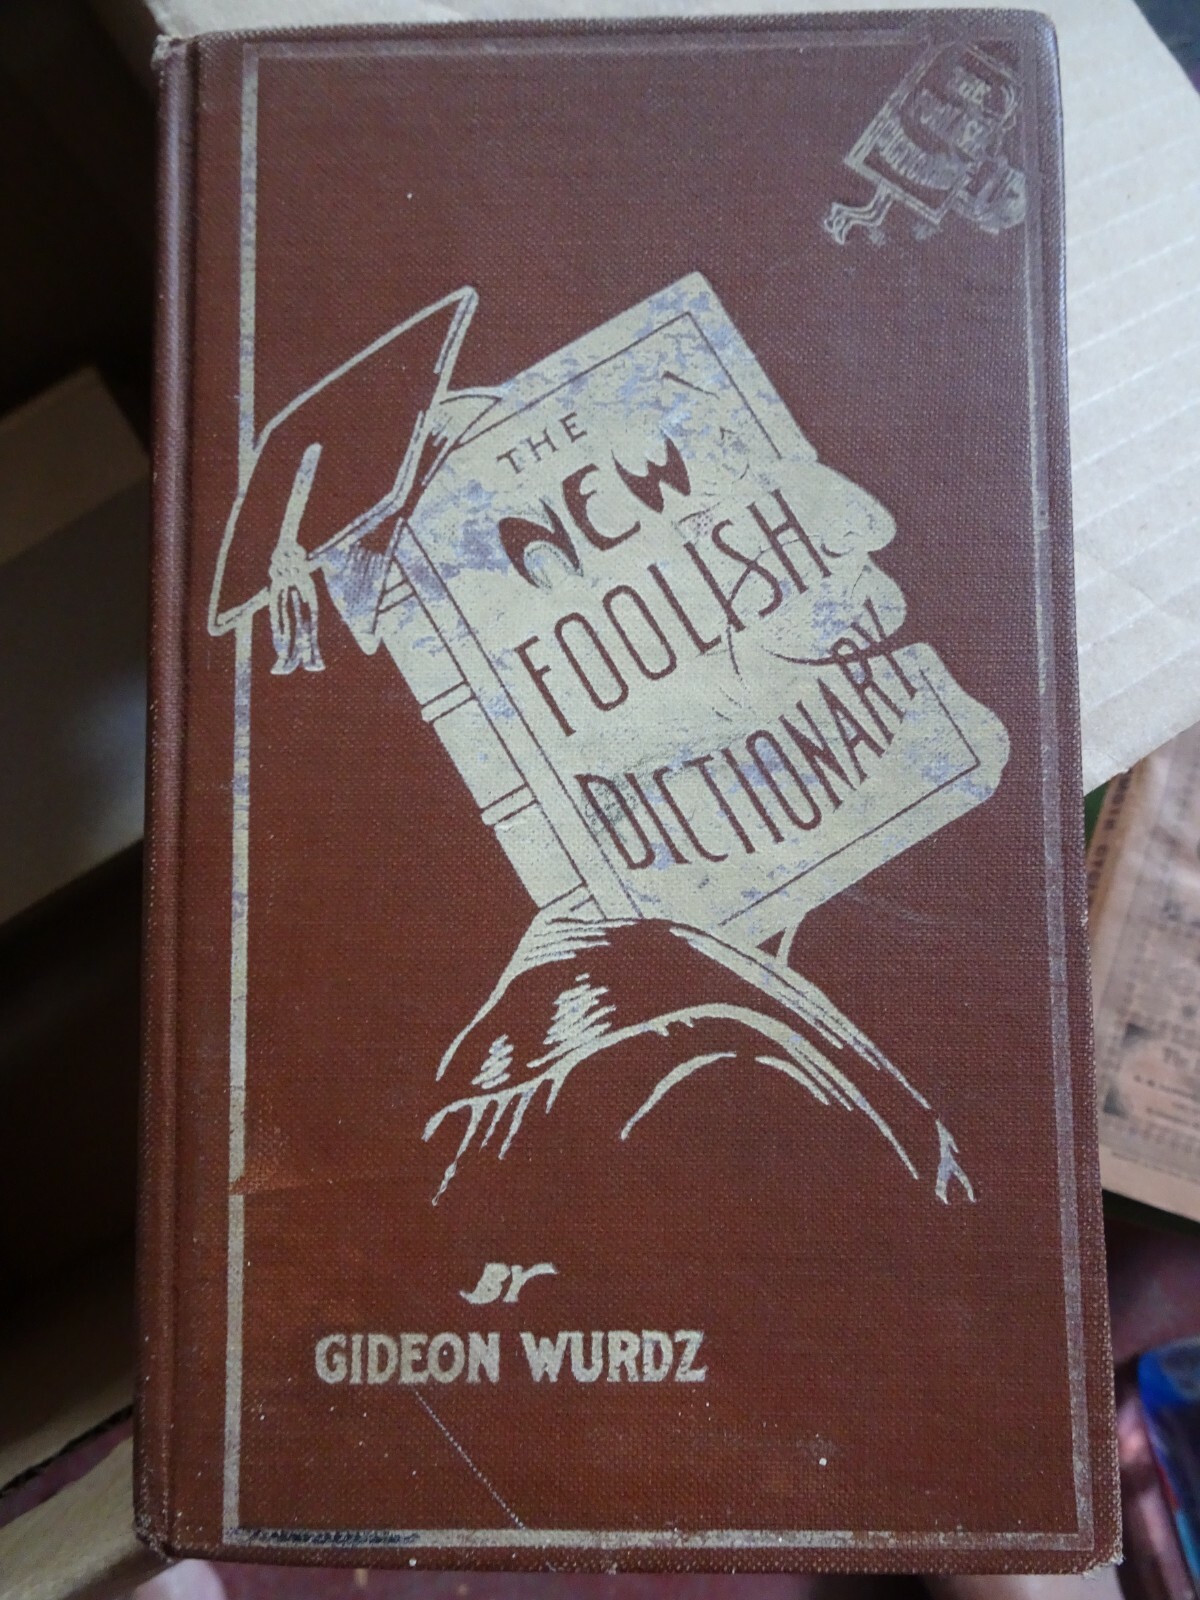 THE
NEW
FOOLISH
DICTIONARY
BY
GIDEON WURDZ